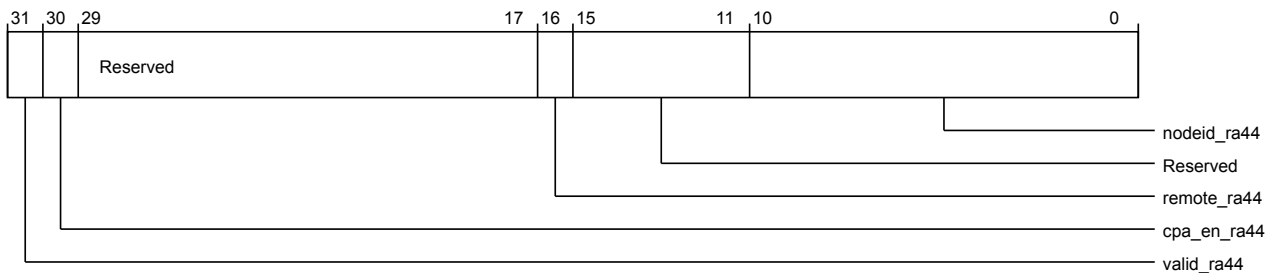 31 30 29 17 16 15 11 10 0
Reserved
nodeid_ra44
Reserved
remote_ra44
cpa_en_ra44
valid_ra44